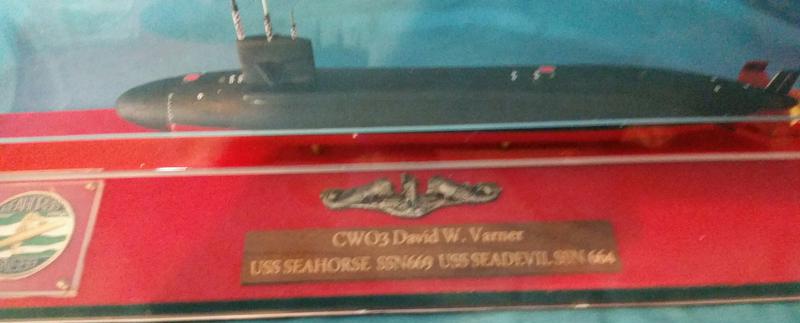 CWO3 David W. Varner
USS SEAHORSE SSN669 USS SEADEVIL SSN 664